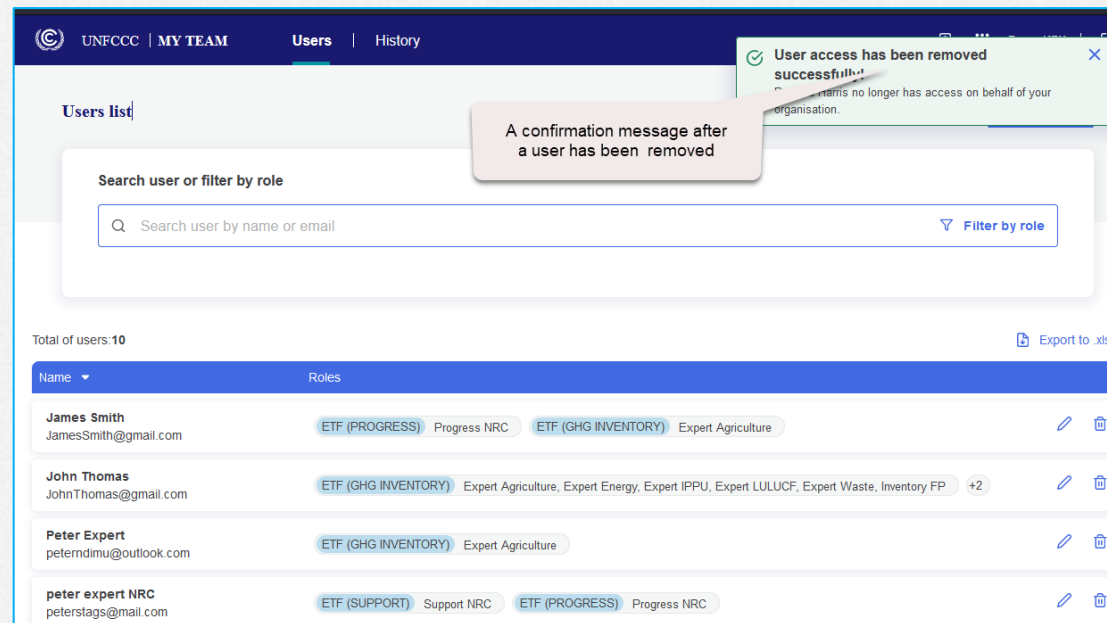 UNFCCC | MY TEAM Users | History
User access has been removed
successfully!
Harris no longer has access on behalf of your
organisation.
Users list
A confirmation message after
a user has been removed
Search user or filter by role
Search user by name or email Filter by role
Total of users:10 Export to .xls
Name Roles
James Smith
JamesSmith@gmail.com
ETF (PROGRESS) Progress NRC ETF (GHG INVENTORY) Expert Agriculture
John Thomas
JohnThomas@gmail.com
ETF (GHG INVENTORY) Expert Agriculture, Expert Energy, Expert IPPU, Expert LULUCF, Expert Waste, Inventory FP +2
Peter Expert
peterndimu@outlook.com
ETF (GHG INVENTORY) Expert Agriculture
peter expert NRC
peterstags@mail.com
ETF (SUPPORT) Support NRC ETF (PROGRESS) Progress NRC